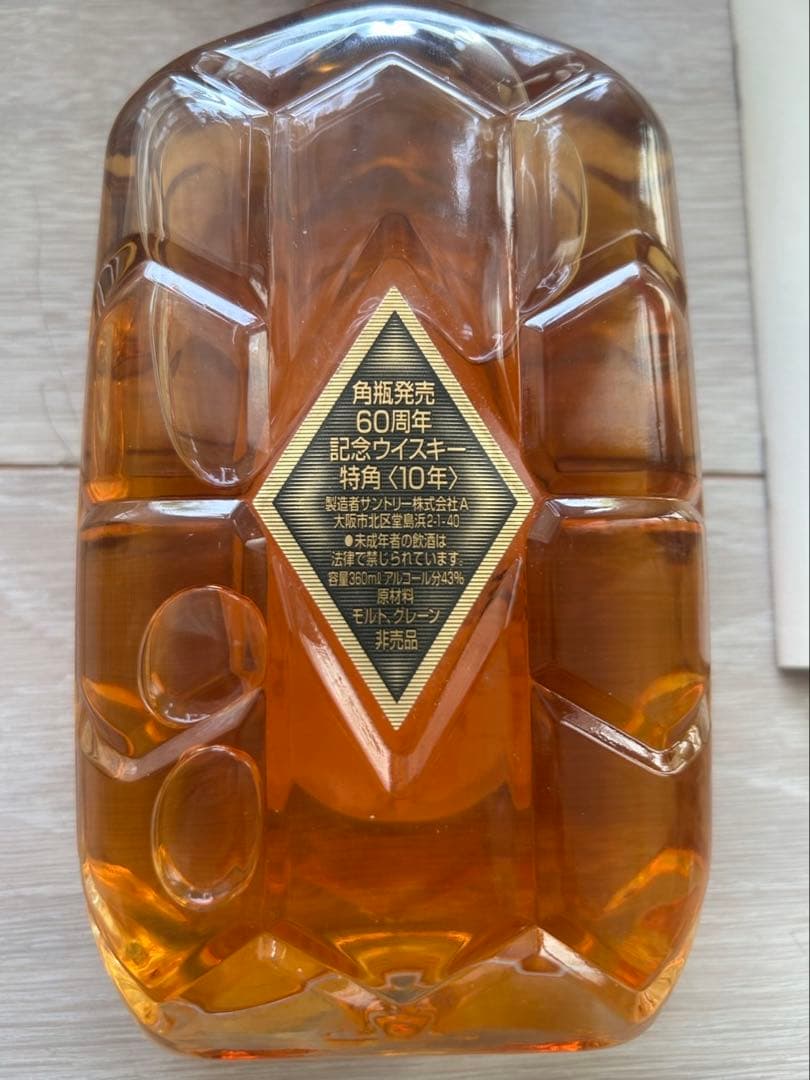 角瓶発売
60周年
記念ウイスキー
特角〈10年〉
製造者サントリー株式会社A
大阪市北区堂島浜2-1-40
●未成年者の飲酒は
法律で禁じられています。
容量360mlアルコール分43%
原材料
モルト、グレーン
非売品